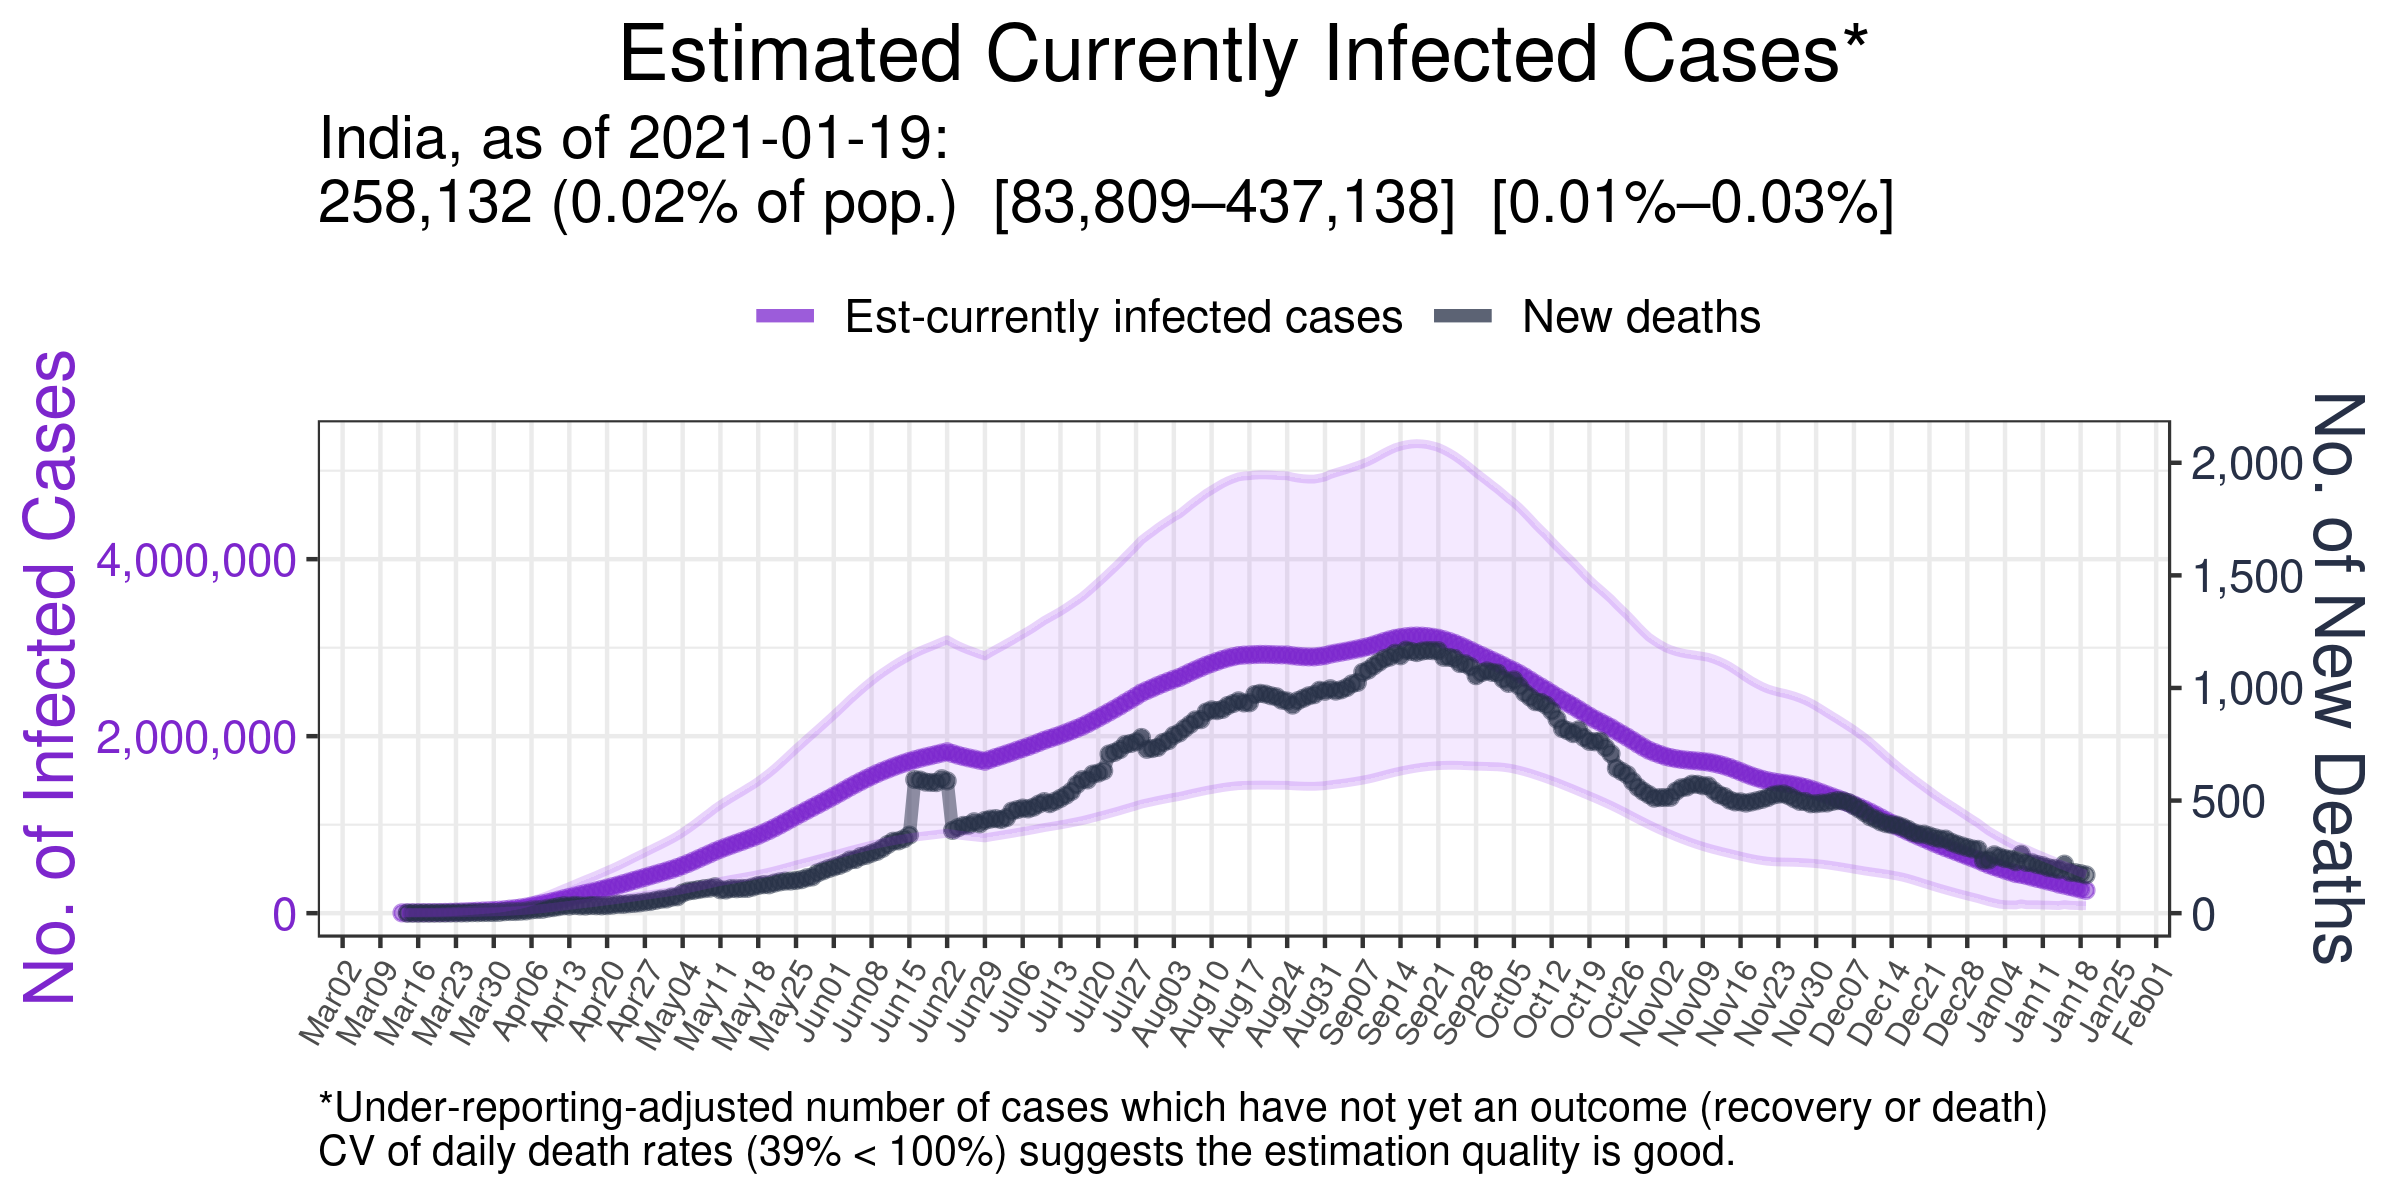 Estimated Currently Infected Cases*
India, as of 2021-01-19:
258,132 (0.02% of pop.) [83,809–437,138] [0.01%–0.03%]
Est-currently infected cases New deaths
No. of Infected Cases
4,000,000
2,000,000
0
2,000
1,500
1,000
500
0
No. of New Deaths
Mar02 Mar09 Mar16 Mar23 Mar30 Apr06 Apr13 Apr20 Apr27 May04 May11 May18 May25 Jun01 Jun08 Jun15 Jun22 Jun29 Jul06 Jul13 Jul20 Jul27 Aug03 Aug10 Aug17 Aug24 Aug31 Sep07 Sep14 Sep21 Sep28 Oct05 Oct12 Oct19 Oct26 Nov02 Nov09 Nov16 Nov23 Nov30 Dec07 Dec14 Dec21 Dec28 Jan04 Jan11 Jan18 Jan25 Feb01
*Under-reporting-adjusted number of cases which have not yet an outcome (recovery or death)
CV of daily death rates (39% < 100%) suggests the estimation quality is good.